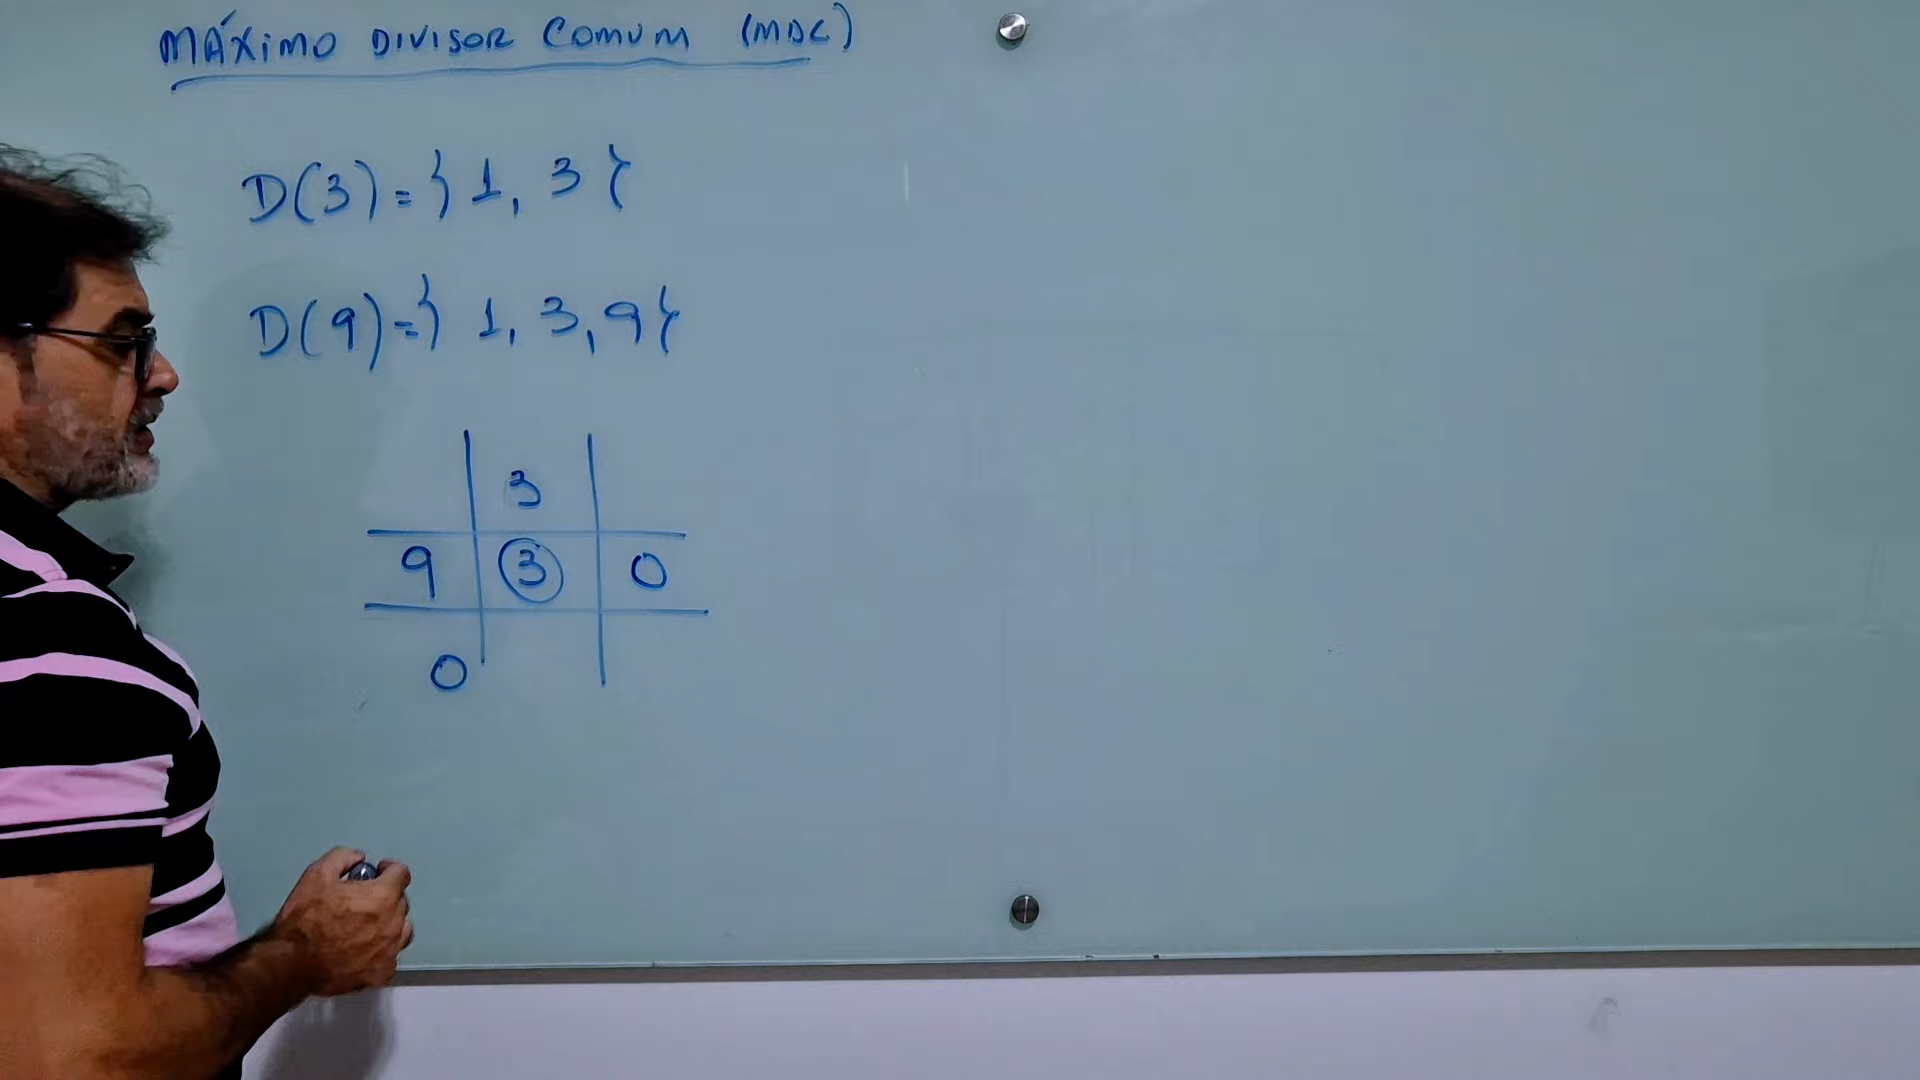 MÁXIMO DIVISOR COMUM (MDC)
D(3)={1, 3}
D(9)={1, 3, 9}
3
9 3 0
0